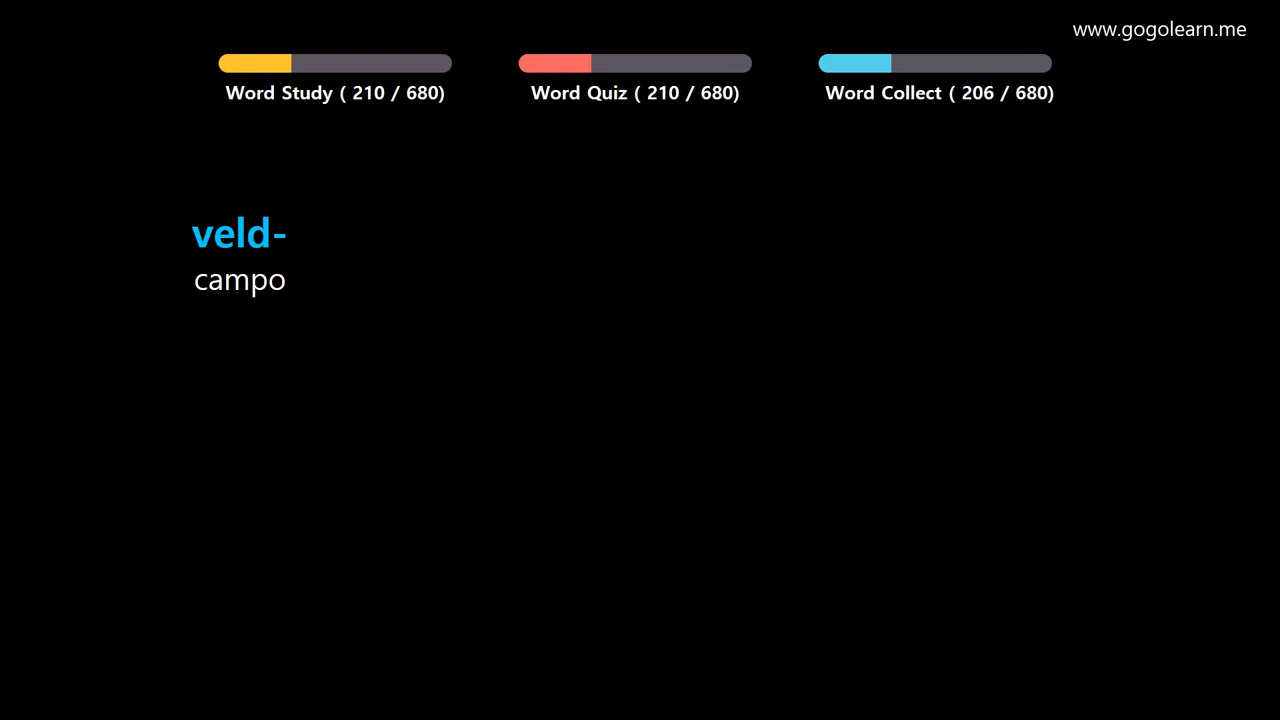 www.gogolearn.me
Word Study ( 210 / 680)
Word Quiz ( 210 / 680)
Word Collect ( 206 / 680)
veld-
campo